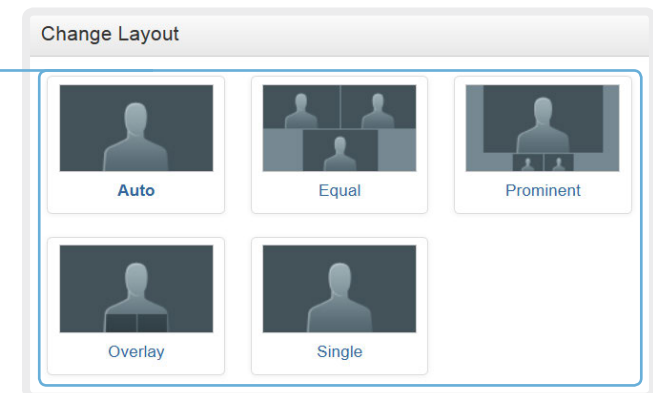 Change Layout
Auto
Equal
Prominent
Overlay
Single